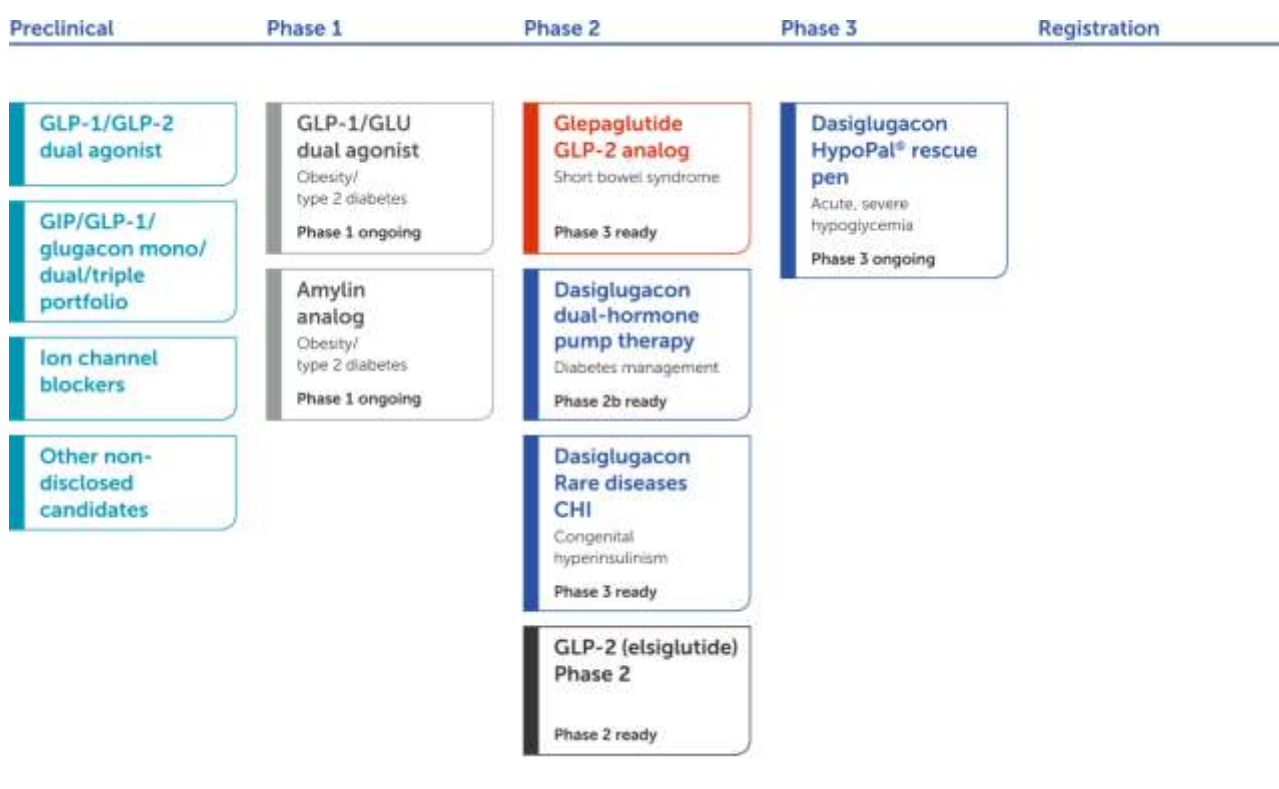 Preclinical
Phase 1
Phase 2
Phase 3
Registration
GLP-1/GLP-2
dual agonist
GIP/GLP-1/
glugacon mono/
dual/triple
portfolio
Ion channel
blockers
Other non-
disclosed
candidates
GLP-1/GLU
dual agonist
Obesity/
type 2 diabetes
Phase 1 ongoing
Amylin
analog
Obesity/
type 2 diabetes
Phase 1 ongoing
Glepaglutide
GLP-2 analog
Short bowel syndrome
Phase 3 ready
Dasiglugacon
dual-hormone
pump therapy
Diabetes management
Phase 2b ready
Dasiglugacon
Rare diseases
CHI
Congenital
hyperinsulinism
Phase 3 ready
GLP-2 (elsiglutide)
Phase 2
Phase 2 ready
Dasiglugacon
HypoPal® rescue
pen
Acute, severe
hypoglycemia
Phase 3 ongoing